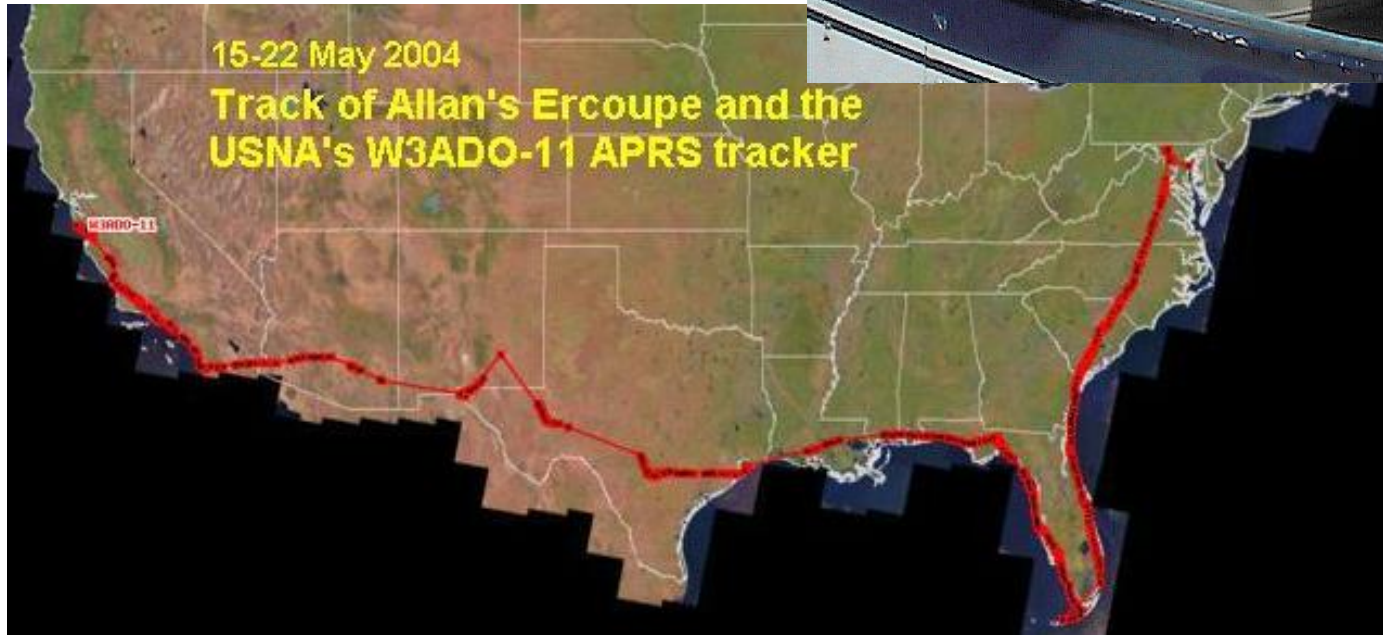 15-22 May 2004
Track of Allan's Ercoupe and the
USNA's W3ADO-11 APRS tracker
W3ADO-11